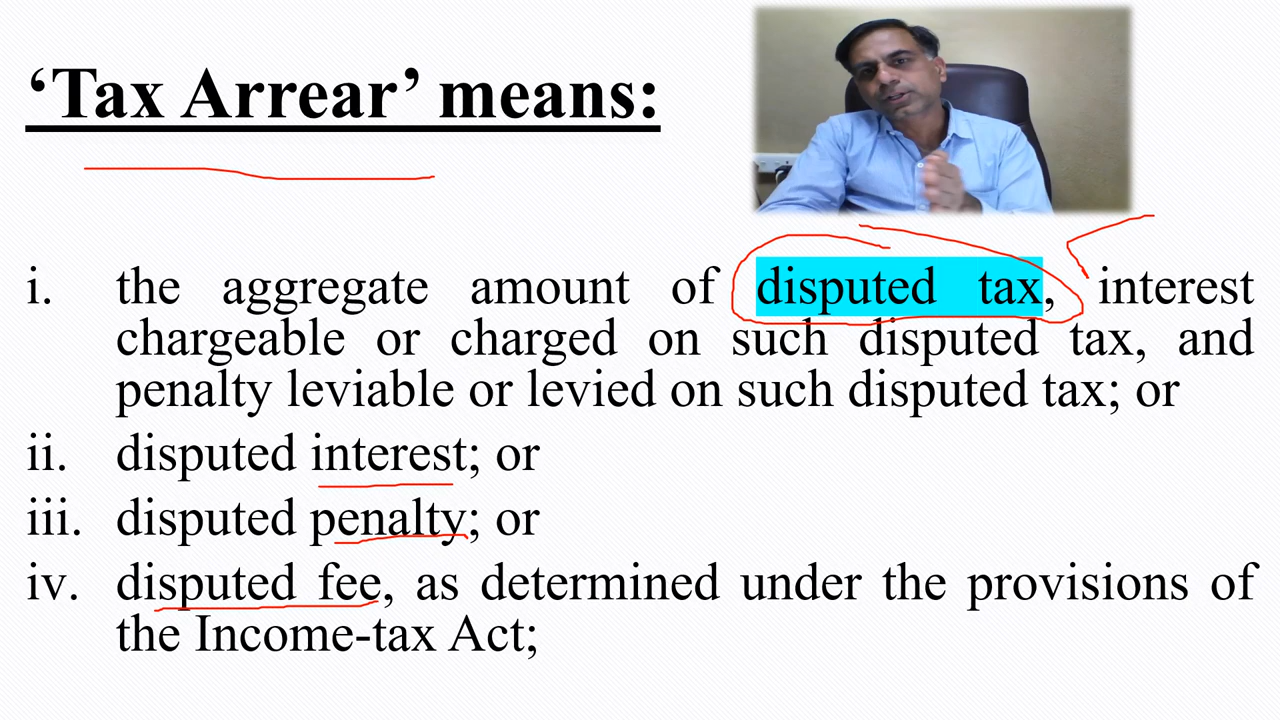 ‘Tax Arrear’ means:
i. the aggregate amount of disputed tax, interest
chargeable or charged on such disputed tax, and
penalty leviable or levied on such disputed tax; or
ii. disputed interest; or
iii. disputed penalty; or
iv. disputed fee, as determined under the provisions of
the Income-tax Act;